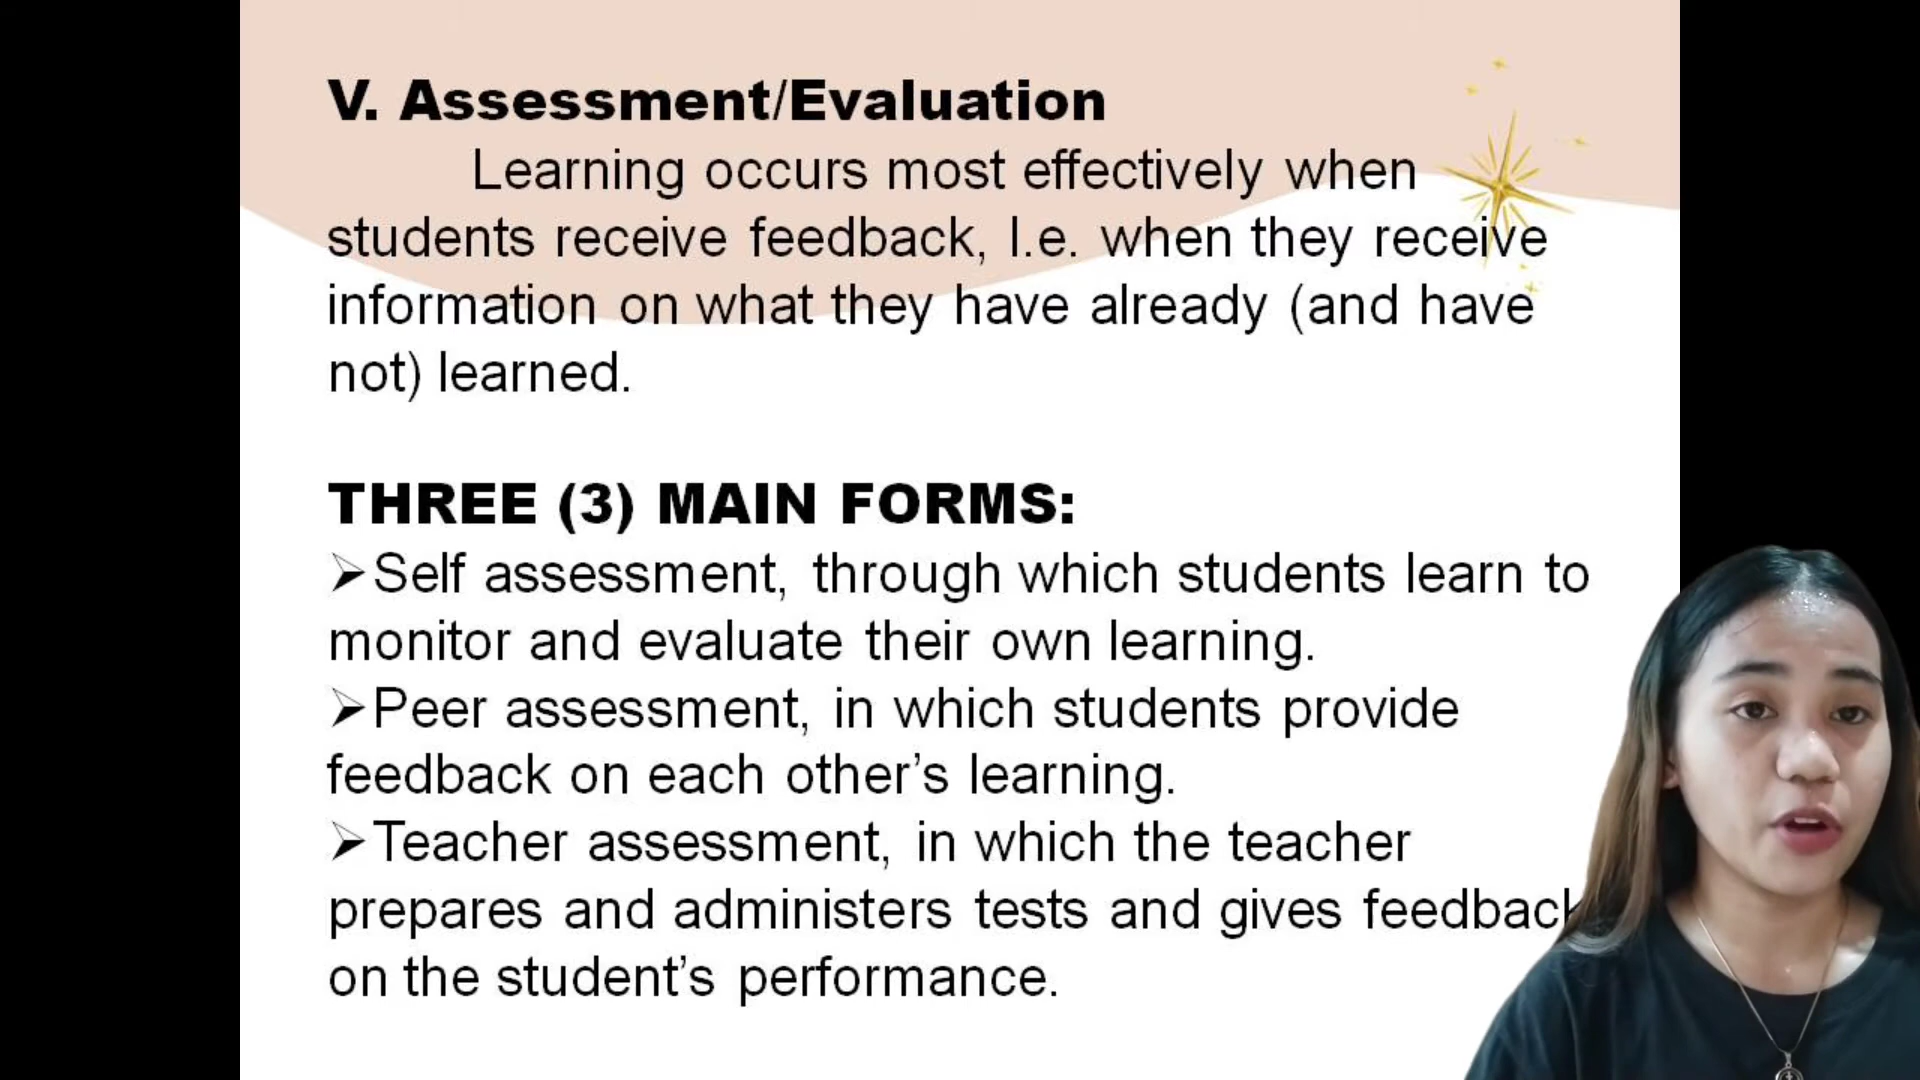 V. Assessment/Evaluation
Learning occurs most effectively when
students receive feedback, I.e. when they receive
information on what they have already (and have
not) learned.
THREE (3) MAIN FORMS:
➢Self assessment, through which students learn to
monitor and evaluate their own learning.
➢Peer assessment, in which students provide
feedback on each other’s learning.
➢Teacher assessment, in which the teacher
prepares and administers tests and gives feedback
on the student’s performance.